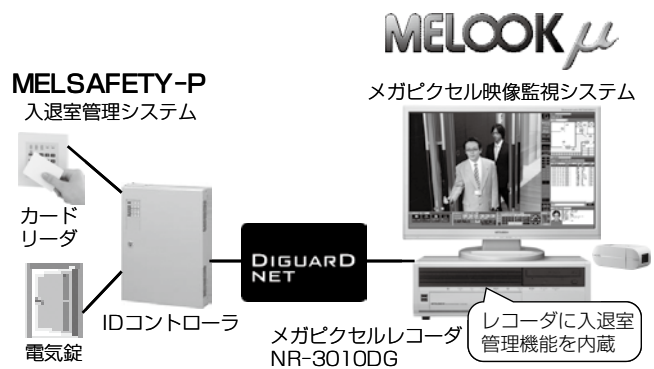 MELOOK μ
メガピクセル映像監視システム
MELSAFETY-P
入退室管理システム
カード
リーダ
電気錠
IDコントローラ
DIGUARD
NET
メガピクセルレコーダ
NR-3010DG
レコーダに入退室
管理機能を内蔵